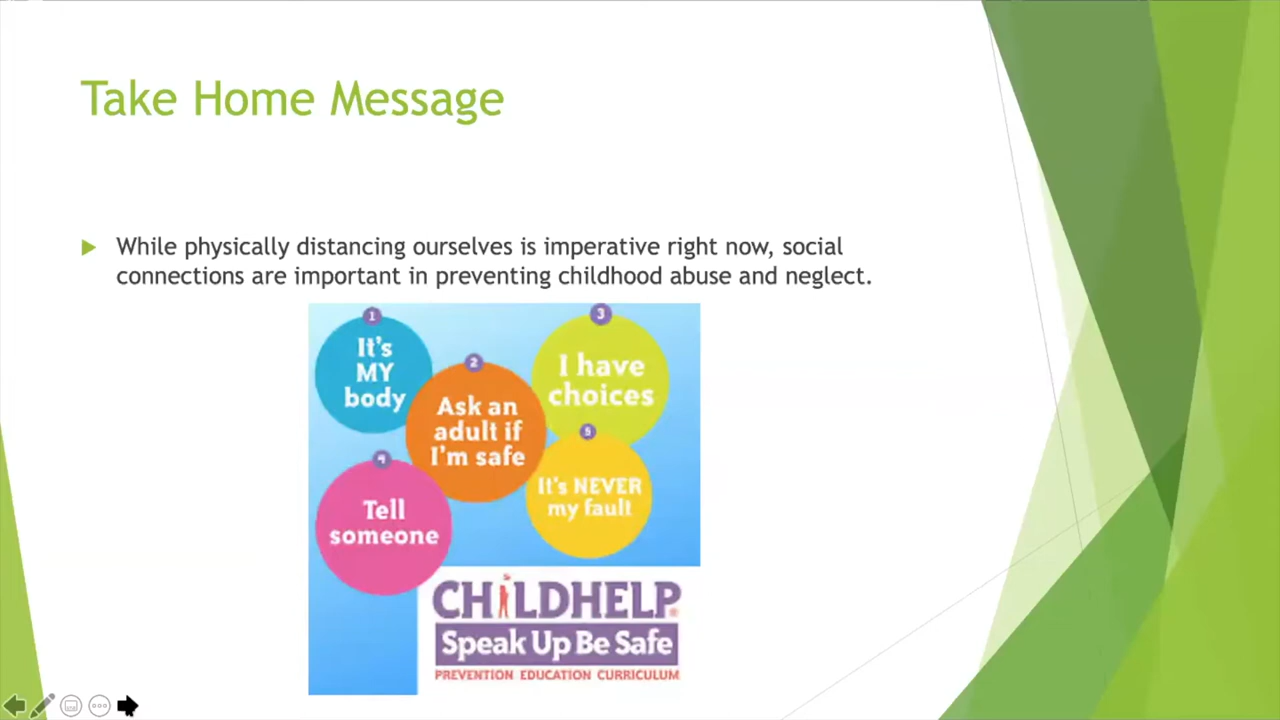 Take Home Message
While physically distancing ourselves is imperative right now, social
connections are important in preventing childhood abuse and neglect.
1
It's
MY
body
2
Ask an
adult if
I'm safe
3
I have
choices
4
Tell
someone
5
It's NEVER
my fault
CHILDHELP®
Speak Up Be Safe
PREVENTION EDUCATION CURRICULUM